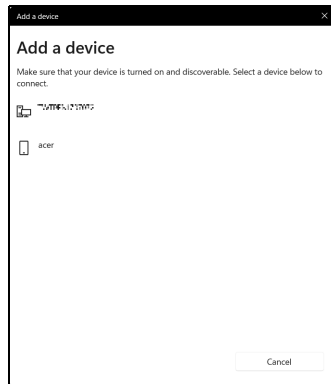 Add a device
Add a device
Make sure that your device is turned on and discoverable. Select a device below to
connect.
acer
Cancel